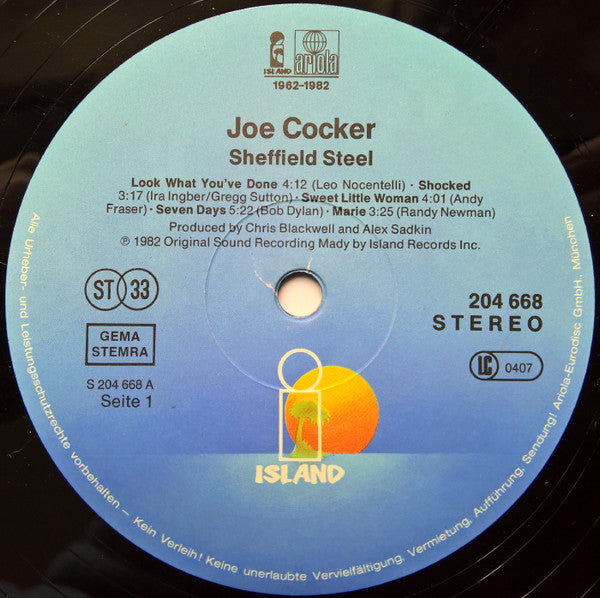 ISLAND ariola
1962-1982
Joe Cocker
Sheffield Steel
Look What You've Done 4:12 (Leo Nocentelli) · Shocked
3:17 (Ira Ingber/Gregg Sutton) · Sweet Little Woman 4:01 (Andy
Fraser) · Seven Days 5:22 (Bob Dylan) · Marie 3:25 (Randy Newman)
Produced by Chris Blackwell and Alex Sadkin
℗ 1982 Original Sound Recording Mady by Island Records Inc.
ST 33
204 668
STEREO
GEMA
STEMRA
LC 0407
S 204 668 A
Seite 1
ISLAND
Alle Urheber- und Leistungsschutzrechte vorbehalten – Kein Verleih! Keine unerlaubte Vervielfältigung, Vermietung, Aufführung, Sendung! Ariola-Eurodisc GmbH., München